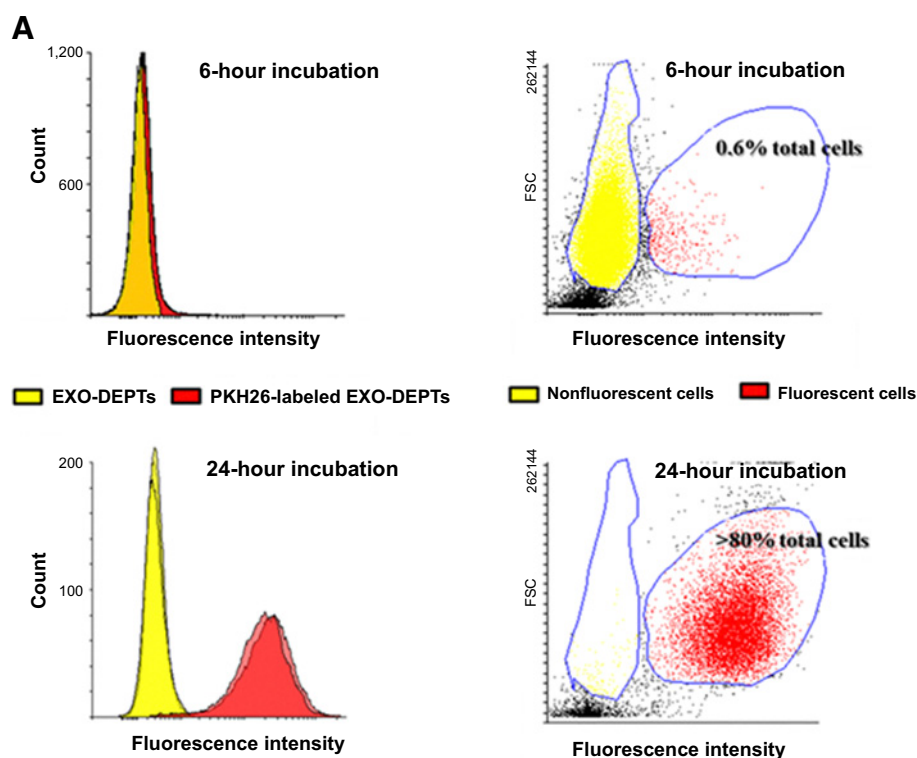 A
1,200
600
Count
6-hour incubation
Fluorescence intensity
262144
FSC
6-hour incubation
0.6% total cells
Fluorescence intensity
EXO-DEPTs PKH26-labeled EXO-DEPTs
Nonfluorescent cells Fluorescent cells
200
100
Count
24-hour incubation
Fluorescence intensity
262144
FSC
24-hour incubation
>80% total cells
Fluorescence intensity